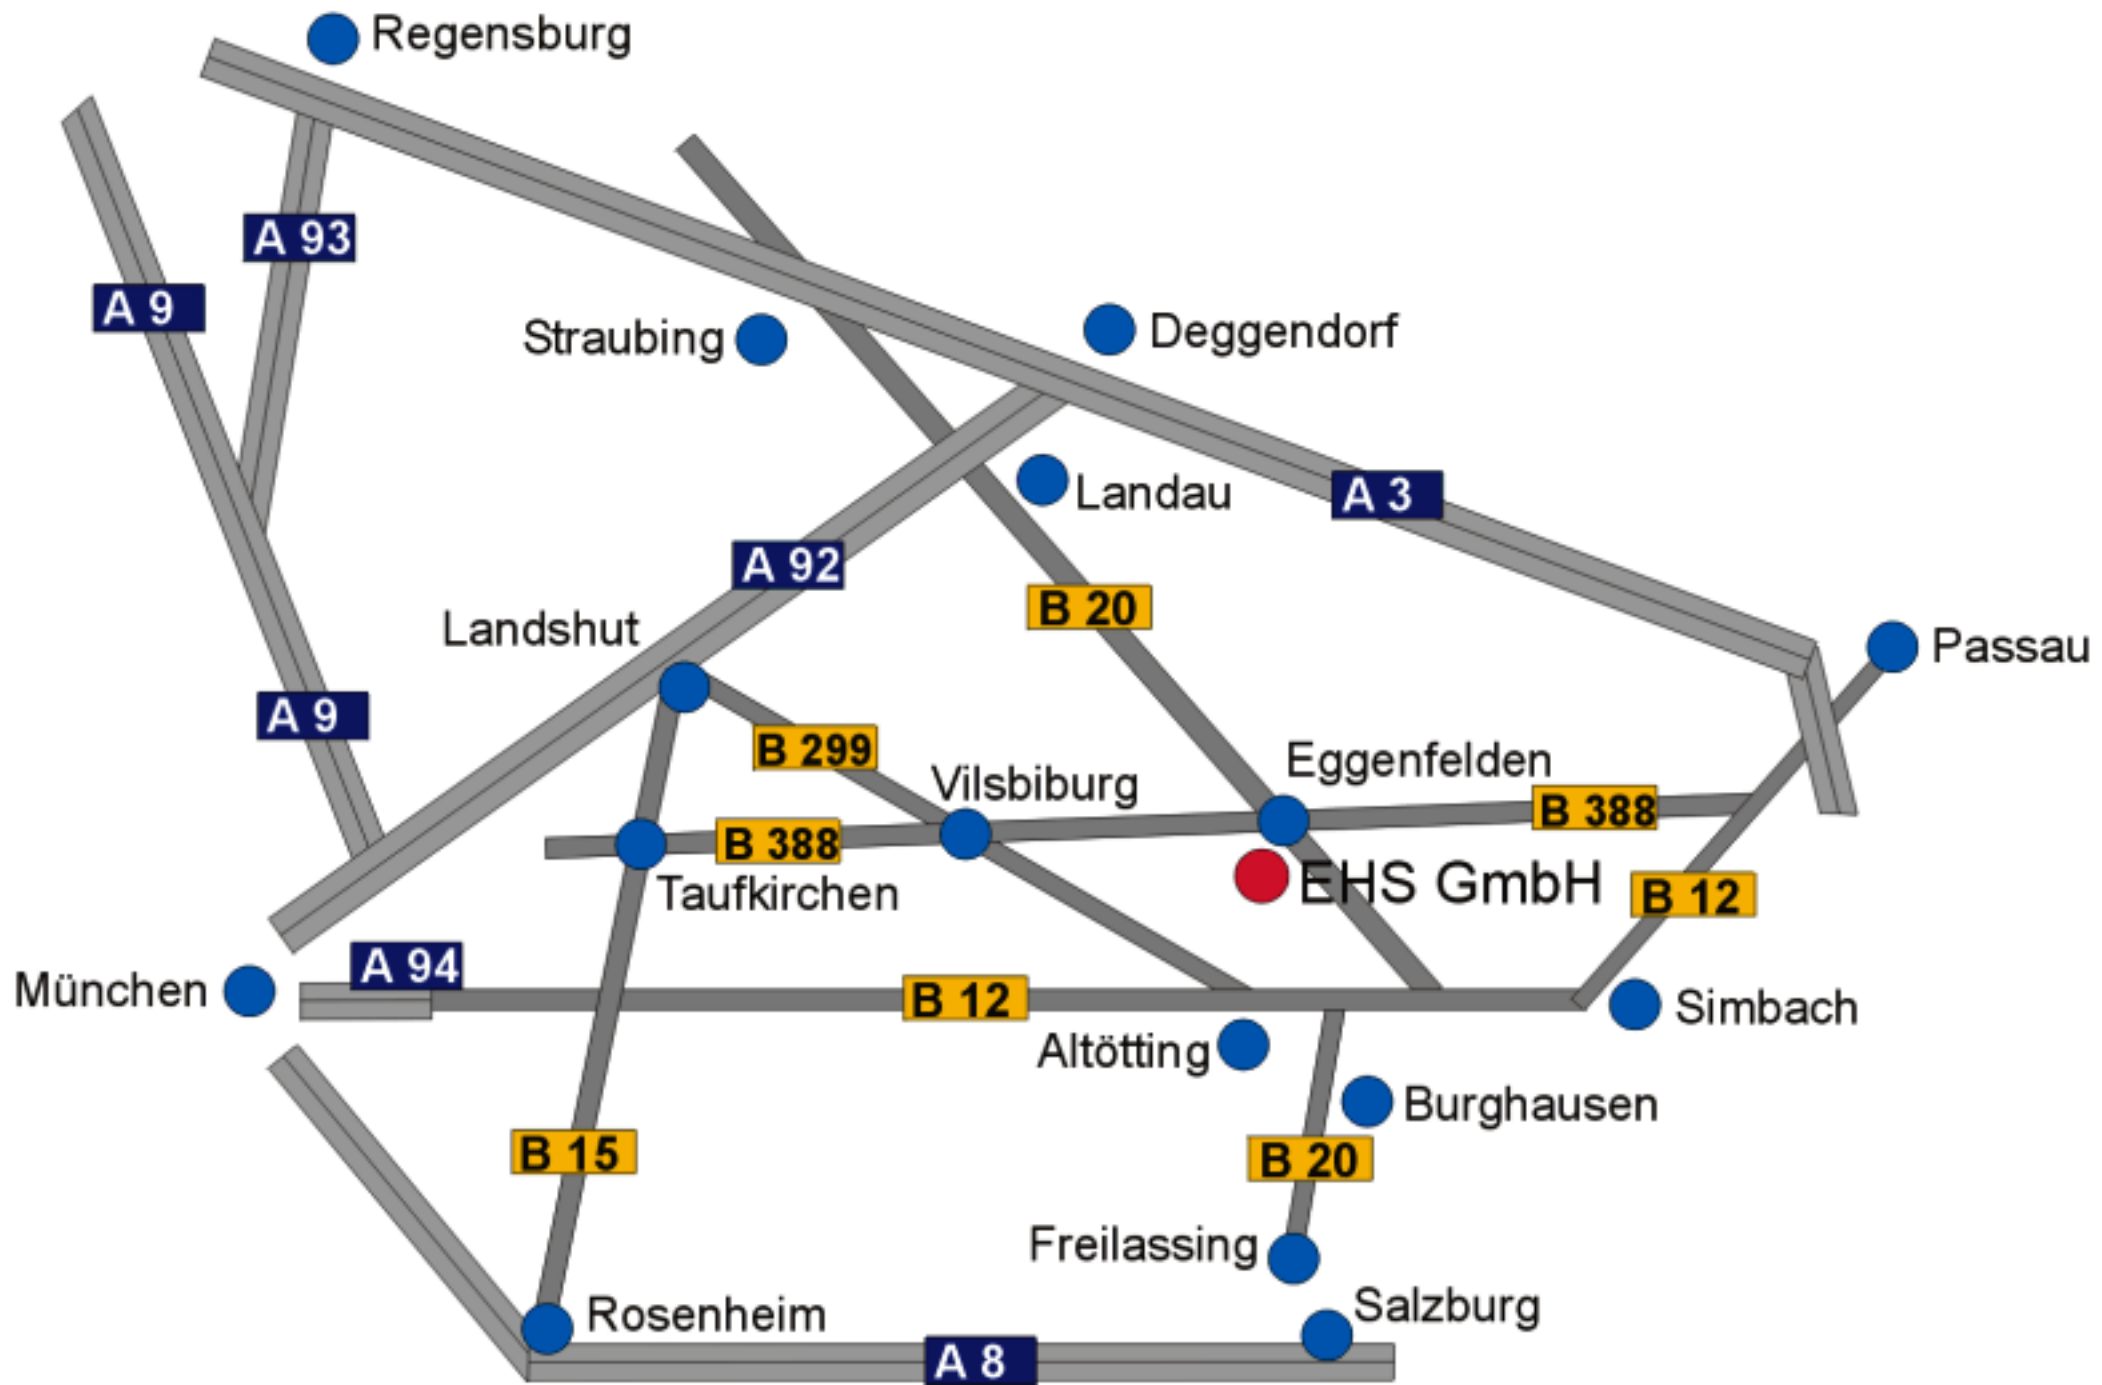 Regensburg
A 93
A 9
Straubing
Deggendorf
Landau
A 3
A 92
B 20
Landshut
Passau
A 9
B 299
Vilsbiburg
Eggenfelden
B 388
B 388
Taufkirchen
EHS GmbH
B 12
A 94
München
B 12
Simbach
Altötting
Burghausen
B 15
B 20
Freilassing
Rosenheim
Salzburg
A 8